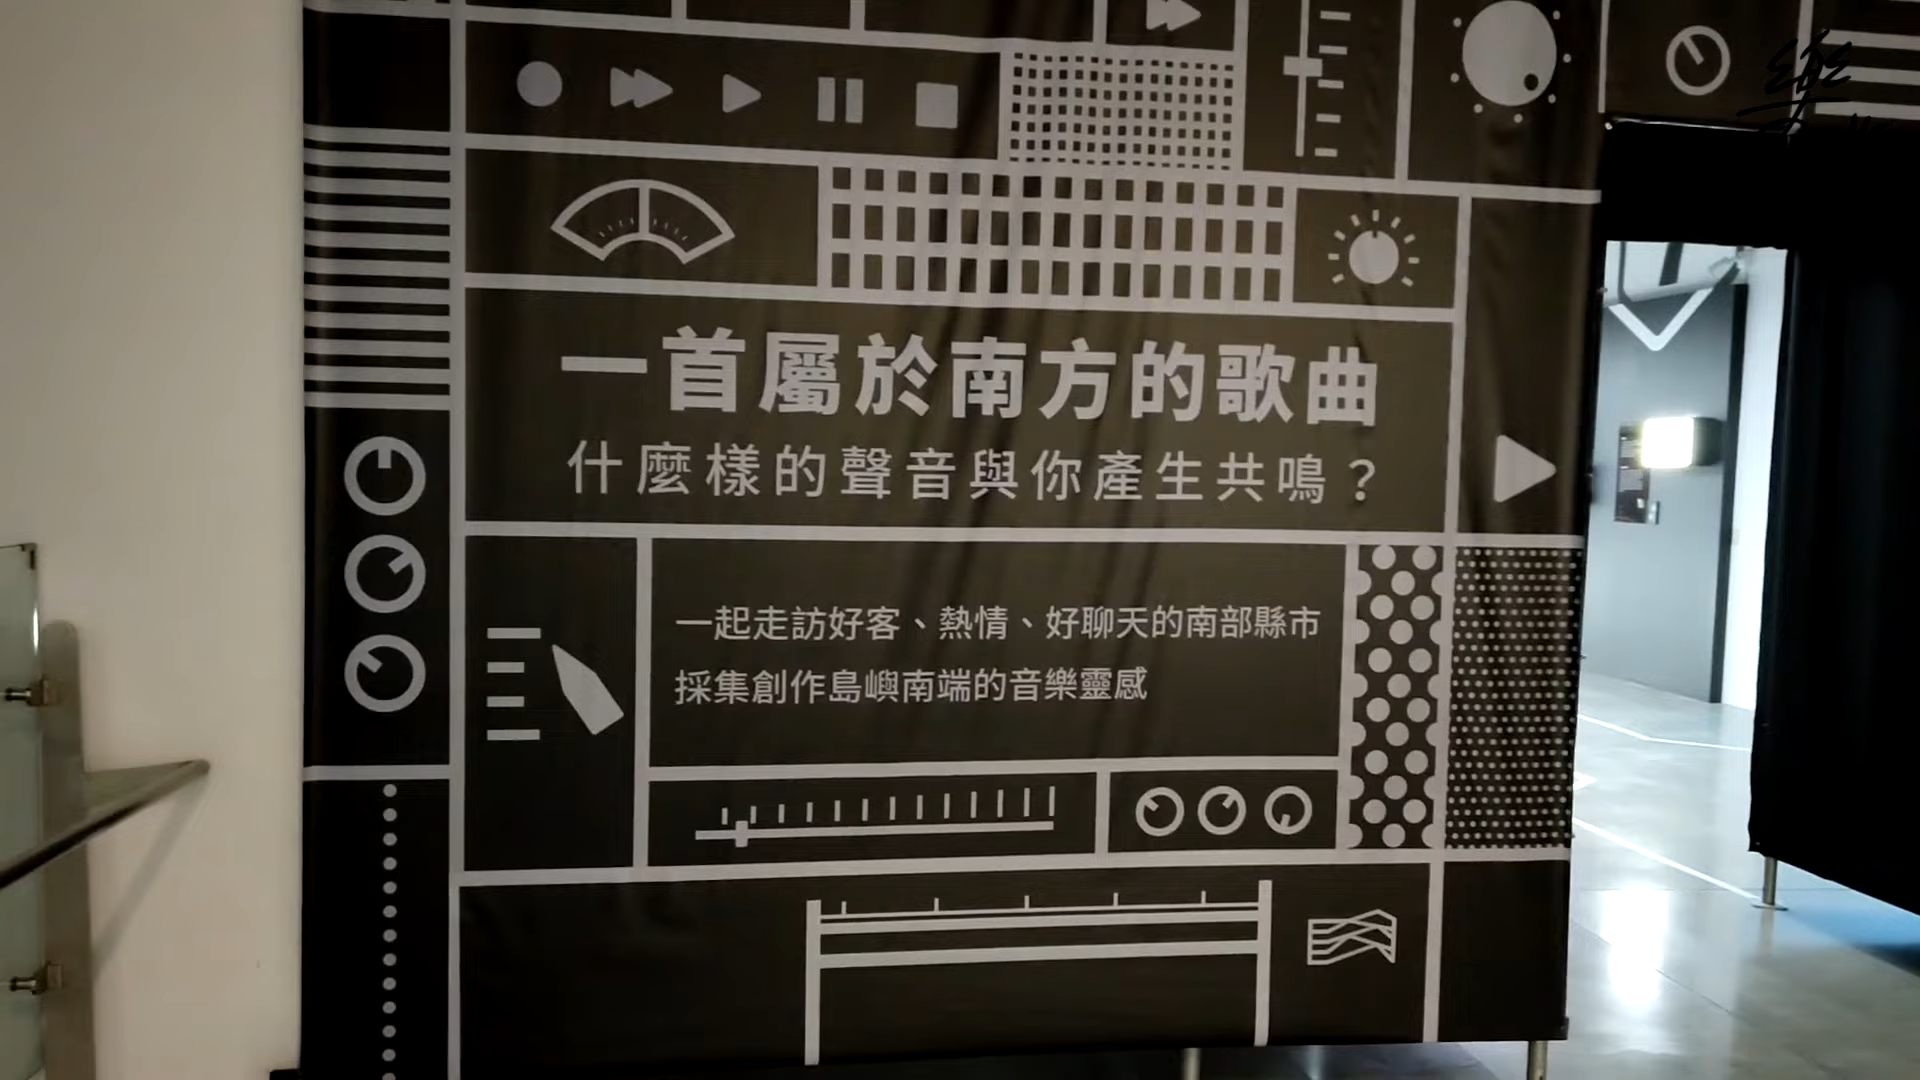 一首屬於南方的歌曲
什麼樣的聲音與你產生共鳴？
一起走訪好客、熱情、好聊天的南部縣市
採集創作島嶼南端的音樂靈感